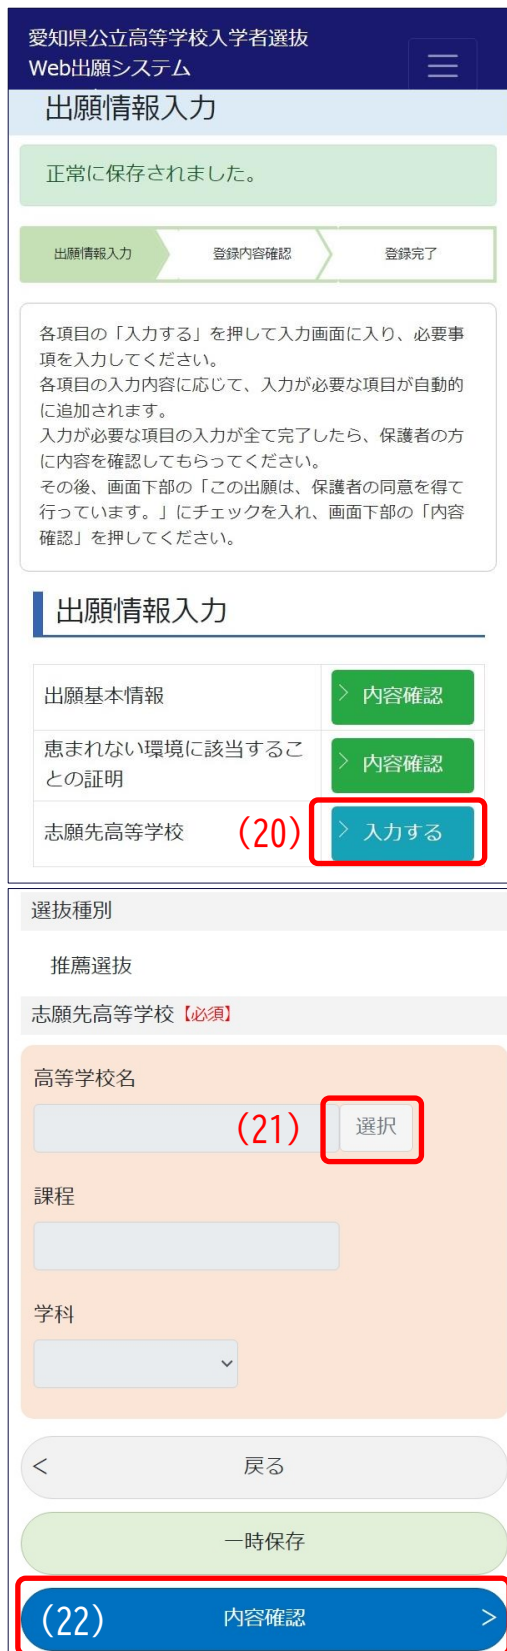 愛知県公立高等学校入学者選抜
Web出願システム
出願情報入力
正常に保存されました。
出願情報入力
登録内容確認
登録完了
各項目の「入力する」を押して入力画面に入り、必要事
項を入力してください。
各項目の入力内容に応じて、入力が必要な項目が自動的
に追加されます。
入力が必要な項目の入力が全て完了したら、保護者の方
に内容を確認してもらってください。
その後、画面下部の「この出願は、保護者の同意を得て
行っています。」にチェックを入れ、画面下部の「内容
確認」を押してください。
出願情報入力
出願基本情報
> 内容確認
恵まれない環境に該当するこ
との証明
> 内容確認
志願先高等学校
(20)
> 入力する
選抜種別
推薦選抜
志願先高等学校【必須】
高等学校名
(21)
選択
課程
学科
< 戻る
一時保存
(22) 内容確認 >